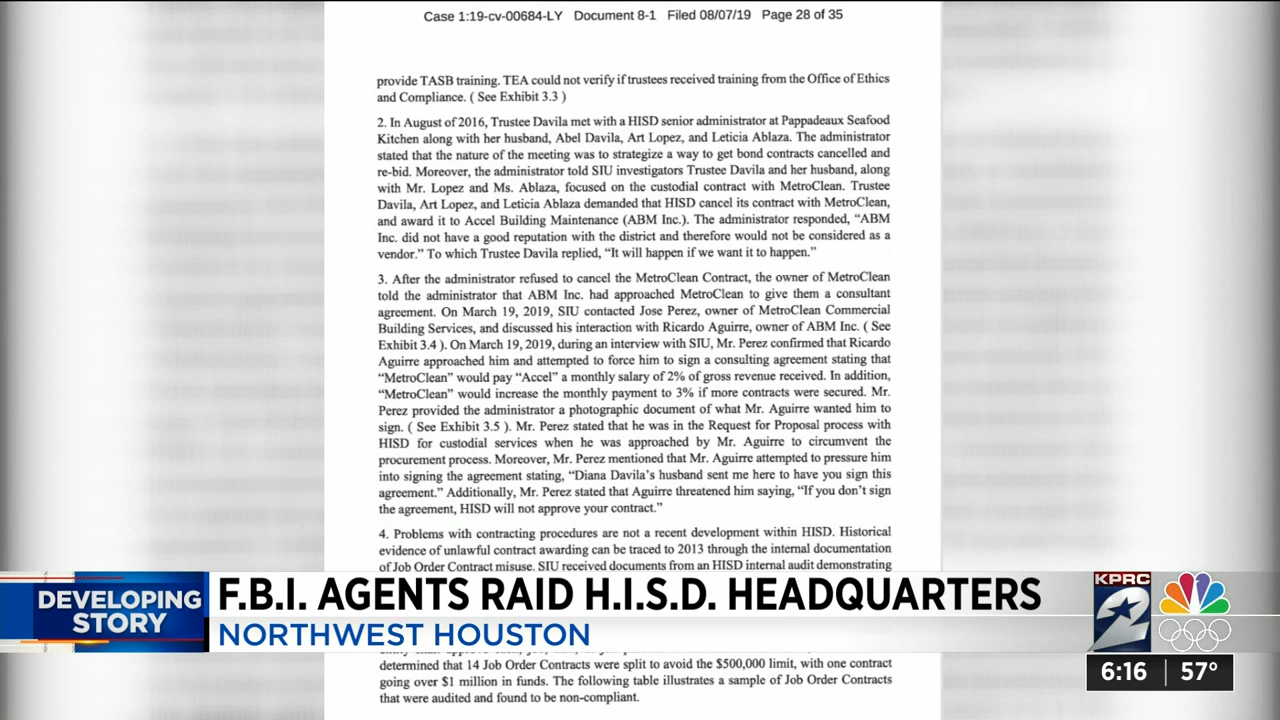 Case 1:19-cv-00684-LY Document 8-1 Filed 08/07/19 Page 28 of 35
provide TASB training. TEA could not verify if trustees received training from the Office of Ethics
and Compliance. ( See Exhibit 3.3 )
2. In August of 2016, Trustee Davila met with a HISD senior administrator at Pappadeaux Seafood
Kitchen along with her husband, Abel Davila, Art Lopez, and Leticia Ablaza. The administrator
stated that the nature of the meeting was to strategize a way to get bond contracts cancelled and
re-bid. Moreover, the administrator told SIU investigators Trustee Davila and her husband, along
with Mr. Lopez and Ms. Ablaza, focused on the custodial contract with MetroClean. Trustee
Davila, Art Lopez, and Leticia Ablaza demanded that HISD cancel its contract with MetroClean,
and award it to Accel Building Maintenance (ABM Inc.). The administrator responded, “ABM
Inc. did not have a good reputation with the district and therefore would not be considered as a
vendor.” To which Trustee Davila replied, “It will happen if we want it to happen.”
3. After the administrator refused to cancel the MetroClean Contract, the owner of MetroClean
told the administrator that ABM Inc. had approached MetroClean to give them a consultant
agreement. On March 19, 2019, SIU contacted Jose Perez, owner of MetroClean Commercial
Building Services, and discussed his interaction with Ricardo Aguirre, owner of ABM Inc. ( See
Exhibit 3.4 ). On March 19, 2019, during an interview with SIU, Mr. Perez confirmed that Ricardo
Aguirre approached him and attempted to force him to sign a consulting agreement stating that
“MetroClean” would pay “Accel” a monthly salary of 2% of gross revenue received. In addition,
“MetroClean” would increase the monthly payment to 3% if more contracts were secured. Mr.
Perez provided the administrator a photographic document of what Mr. Aguirre wanted him to
sign. ( See Exhibit 3.5 ). Mr. Perez stated that he was in the Request for Proposal process with
HISD for custodial services when he was approached by Mr. Aguirre to circumvent the
procurement process. Moreover, Mr. Perez mentioned that Mr. Aguirre attempted to pressure him
into signing the agreement stating, “Diana Davila’s husband sent me here to have you sign this
agreement.” Additionally, Mr. Perez stated that Aguirre threatened him saying, “If you don’t sign
the agreement, HISD will not approve your contract.”
4. Problems with contracting procedures are not a recent development within HISD. Historical
evidence of unlawful contract awarding can be traced to 2013 through the internal documentation
of Job Order Contract misuse. SIU received documents from an HISD internal audit demonstrating
DEVELOPING
STORY
F.B.I. AGENTS RAID H.I.S.D. HEADQUARTERS
NORTHWEST HOUSTON
KPRC
2
6:16 57°
determined that 14 Job Order Contracts were split to avoid the $500,000 limit, with one contract
going over $1 million in funds. The following table illustrates a sample of Job Order Contracts
that were audited and found to be non-compliant.